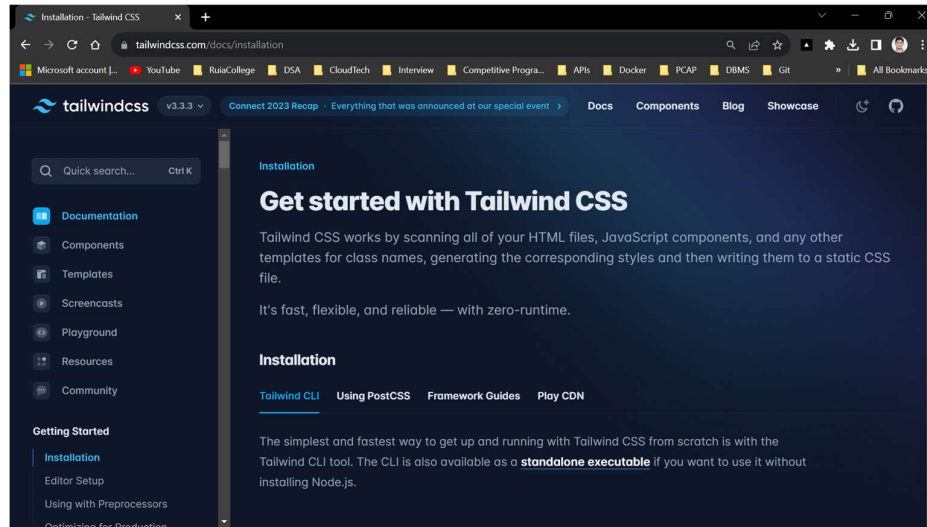 Installation - Tailwind CSS
tailwindcss.com/docs/installation
Microsoft account |... YouTube RuiaCollege DSA CloudTech Interview Competitive Progra... APIs Docker PCAP DBMS Git » All Bookmarks
tailwindcss v3.3.3 Connect 2023 Recap · Everything that was announced at our special event Docs Components Blog Showcase
Quick search... Ctrl K
Documentation
Components
Templates
Screencasts
Playground
Resources
Community
Getting Started
Installation
Editor Setup
Using with Preprocessors
Optimizing for Production
Installation
Get started with Tailwind CSS
Tailwind CSS works by scanning all of your HTML files, JavaScript components, and any other
templates for class names, generating the corresponding styles and then writing them to a static CSS
file.
It's fast, flexible, and reliable — with zero-runtime.
Installation
Tailwind CLI Using PostCSS Framework Guides Play CDN
The simplest and fastest way to get up and running with Tailwind CSS from scratch is with the
Tailwind CLI tool. The CLI is also available as a standalone executable if you want to use it without
installing Node.js.